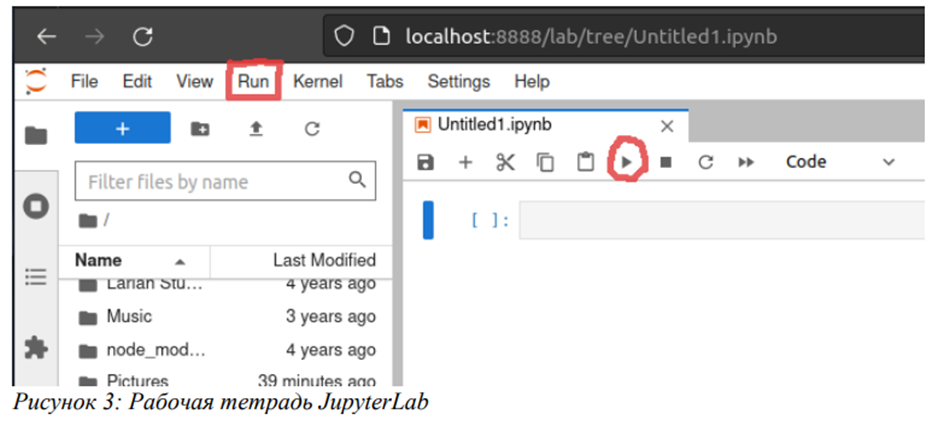 localhost:8888/lab/tree/Untitled1.ipynb
File Edit View Run Kernel Tabs Settings Help
+
Untitled1.ipynb
Code
Filter files by name
/
[ ]:
Name Last Modified
Larian Stu... 4 years ago
Music 3 years ago
node_mod... 4 years ago
Pictures 39 minutes ago
Рисунок 3: Рабочая тетрадь JupyterLab